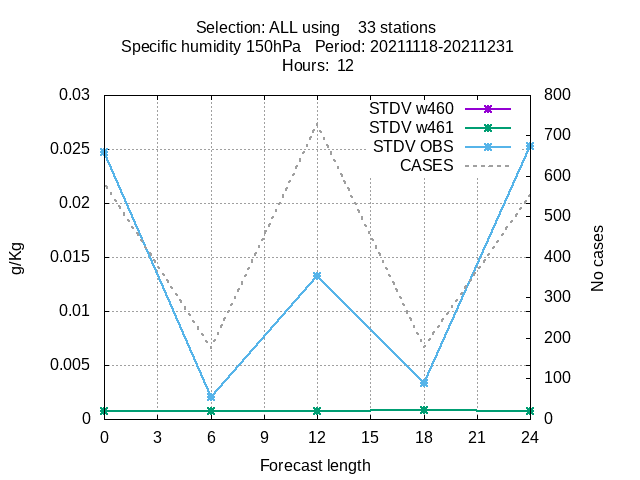 Selection: ALL using    33 stations
Specific humidity 150hPa   Period: 20211118-20211231
Hours:  12
0.03
0.025
0.02
0.015
0.01
0.005
0
g/Kg
STDV w460
STDV w461
STDV OBS
CASES
800
700
600
500
400
300
200
100
0
No cases
0 3 6 9 12 15 18 21 24
Forecast length